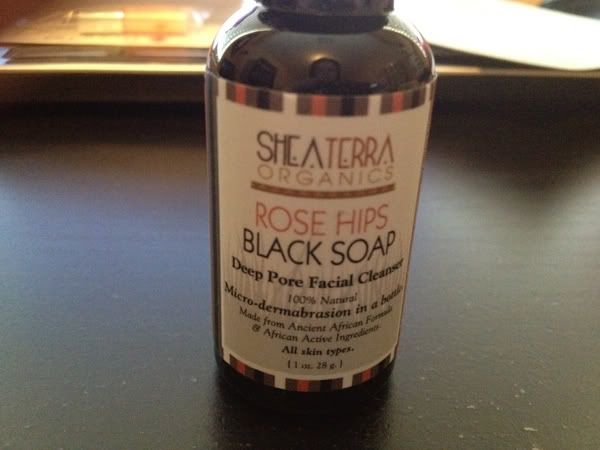 SHEATERRA
ORGANICS
ROSE HIPS
BLACK SOAP
Deep Pore Facial Cleanser
100% Natural
Micro-dermabrasion in a bottle.
Made from Ancient African Formula
& African Active Ingredients
All skin types.
[ 1 oz. 28 g. ]